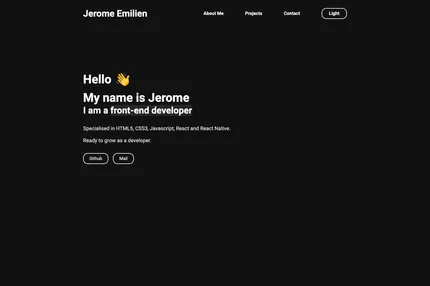 Jerome Emilien
About Me
Projects
Contact
Light
Hello 👋
My name is Jerome
I am a front-end developer
Specialised in HTML5, CSS3, Javascript, React and React Native.
Ready to grow as a developer.
Github
Mail